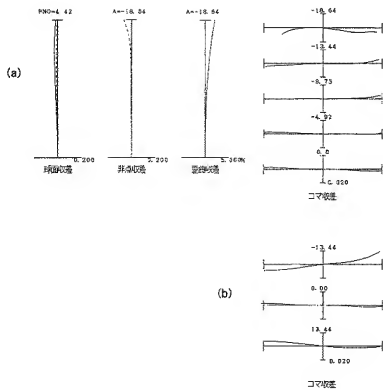 FNO=4.42
A=-18.64
A=-18.64
(a)
0.200
0.200
5.000%
球面収差
非点収差
歪曲収差
-18.64
-13.44
-9.73
-4.92
0.0
0.020
コマ収差
(b)
-13.44
0.00
13.44
0.020
コマ収差